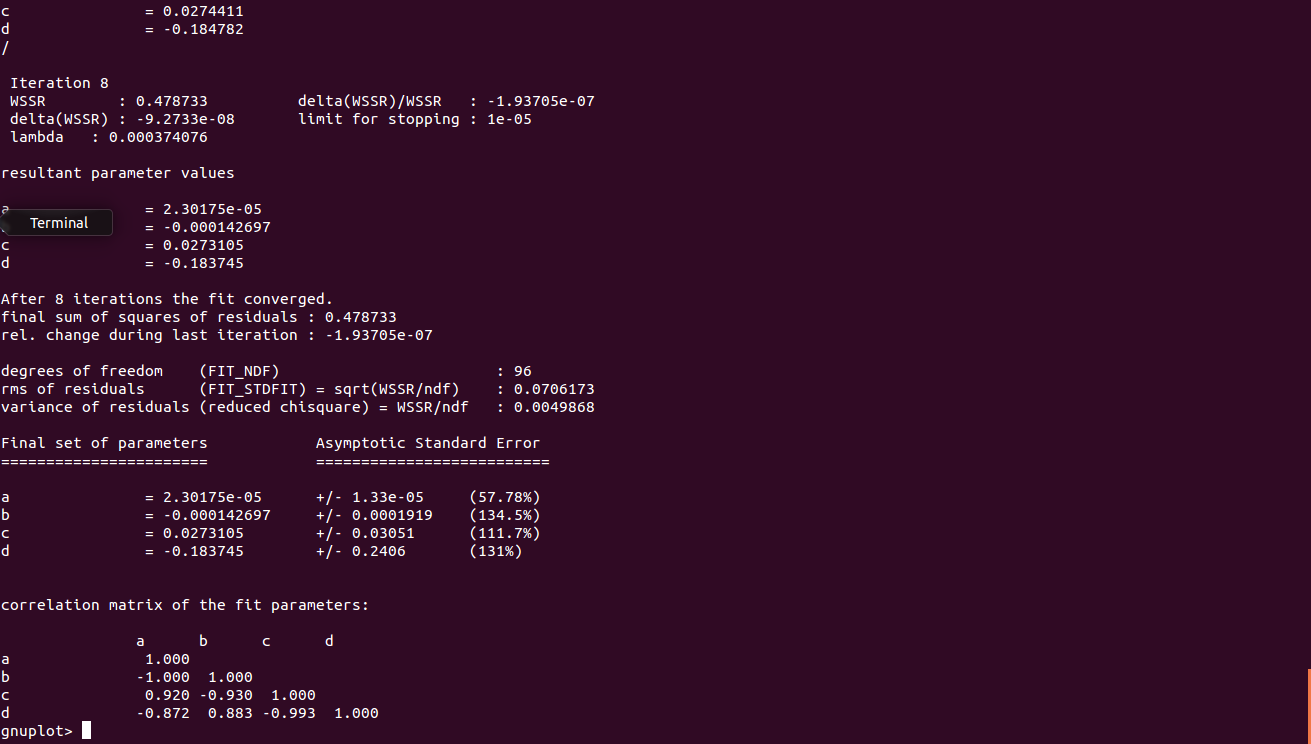 c = 0.0274411
d = -0.184782
/
Iteration 8
WSSR : 0.478733 delta(WSSR)/WSSR : -1.93705e-07
delta(WSSR) : -9.2733e-08 limit for stopping : 1e-05
lambda : 0.000374076
resultant parameter values
a = 2.30175e-05
Terminal
= -0.000142697
c = 0.0273105
d = -0.183745
After 8 iterations the fit converged.
final sum of squares of residuals : 0.478733
rel. change during last iteration : -1.93705e-07
degrees of freedom (FIT_NDF) : 96
rms of residuals (FIT_STDFIT) = sqrt(WSSR/ndf) : 0.0706173
variance of residuals (reduced chisquare) = WSSR/ndf : 0.0049868
Final set of parameters Asymptotic Standard Error
======================= ==========================
a = 2.30175e-05 +/- 1.33e-05 (57.78%)
b = -0.000142697 +/- 0.0001919 (134.5%)
c = 0.0273105 +/- 0.03051 (111.7%)
d = -0.183745 +/- 0.2406 (131%)
correlation matrix of the fit parameters:
a b c d
a 1.000
b -1.000 1.000
c 0.920 -0.930 1.000
d -0.872 0.883 -0.993 1.000
gnuplot>